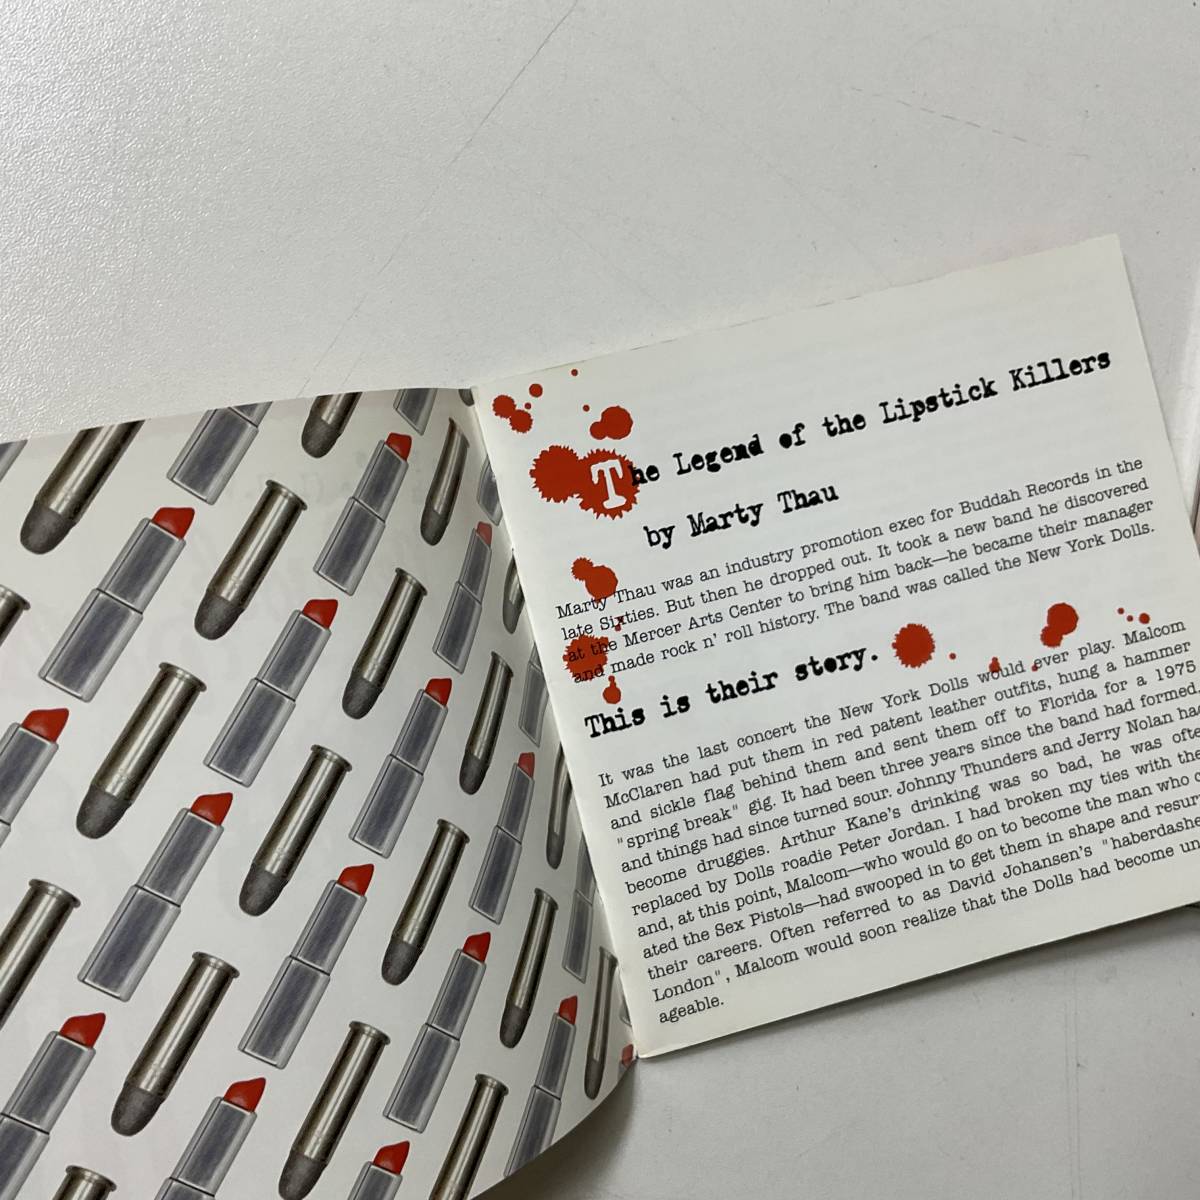 The Legend of the Lipstick Killers
by Marty Thau
Marty Thau was an industry promotion exec for Buddah Records in the
late Sixties. But then he dropped out. It took a new band he discovered
at the Mercer Arts Center to bring him back—he became their manager
and made rock n' roll history. The band was called the New York Dolls.
This is their story.
It was the last concert the New York Dolls would ever play. Malcom
McClaren had put them in red patent leather outfits, hung a hammer
and sickle flag behind them and sent them off to Florida for a 1975
"spring break" gig. It had been three years since the band had formed,
and things had since turned sour. Johnny Thunders and Jerry Nolan had
become druggies. Arthur Kane's drinking was so bad, he was ofte
replaced by Dolls roadie Peter Jordan. I had broken my ties with the
and, at this point, Malcom—who would go on to become the man who c
ated the Sex Pistols—had swooped in to get them in shape and resur
their careers. Often referred to as David Johansen's "haberdashe
London", Malcom would soon realize that the Dolls had become un
ageable.